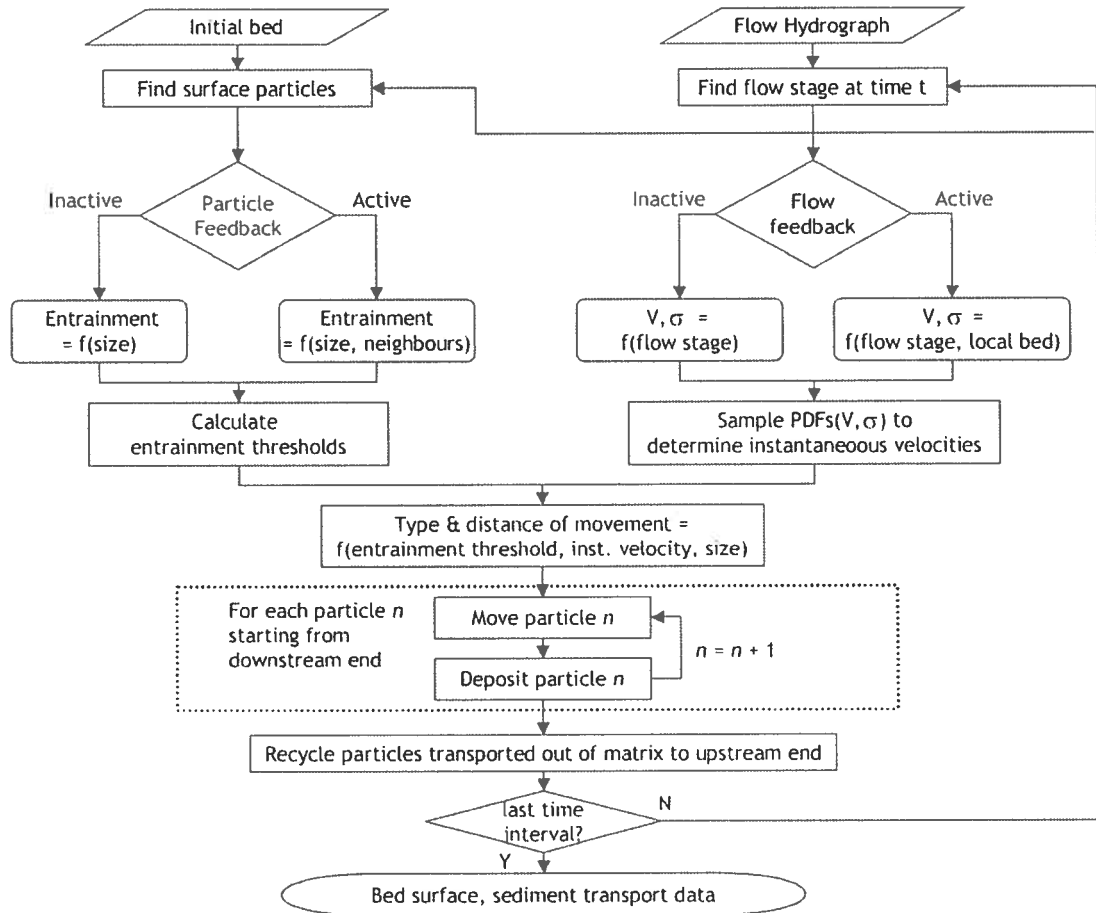 Initial bed
Flow Hydrograph
Find surface particles
Find flow stage at time t
Inactive
Particle
Feedback
Active
Inactive
Flow
feedback
Active
Entrainment
= f(size)
Entrainment
= f(size, neighbours)
V, σ =
f(flow stage)
V, σ =
f(flow stage, local bed)
Calculate
entrainment thresholds
Sample PDFs(V, σ) to
determine instantaneous velocities
Type & distance of movement =
f(entrainment threshold, inst. velocity, size)
For each particle n
starting from
downstream end
Move particle n
n = n + 1
Deposit particle n
Recycle particles transported out of matrix to upstream end
last time
interval?
N
Y
Bed surface, sediment transport data